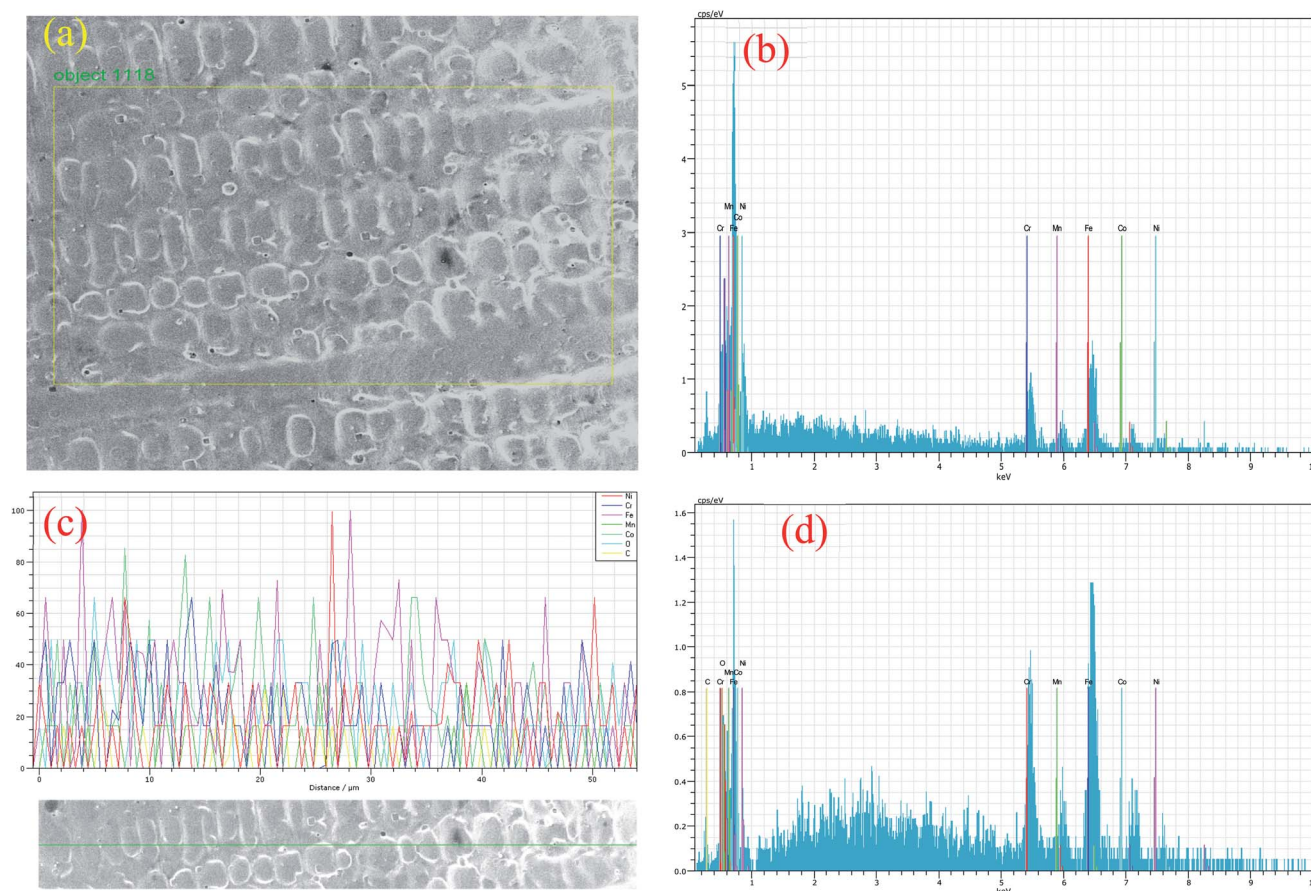 (a)
object 1118
cps/eV
(b)
5
4
3
2
1
0
Mn Ni
Co
Cr Fe
Cr Mn Fe Co Ni
1 2 3 4 5 6 7 8 9 1
keV
(c)
100
80
60
40
20
0
Ni
Cr
Fe
Mn
Co
O
C
0 10 20 30 40 50
Distance / µm
cps/eV
(d)
1.6
1.4
1.2
1.0
0.8
0.6
0.4
0.2
0.0
O Ni
MnCo
C Cr Fe
Cr Mn Fe Co Ni
1 2 3 4 5 6 7 8 9 1
keV